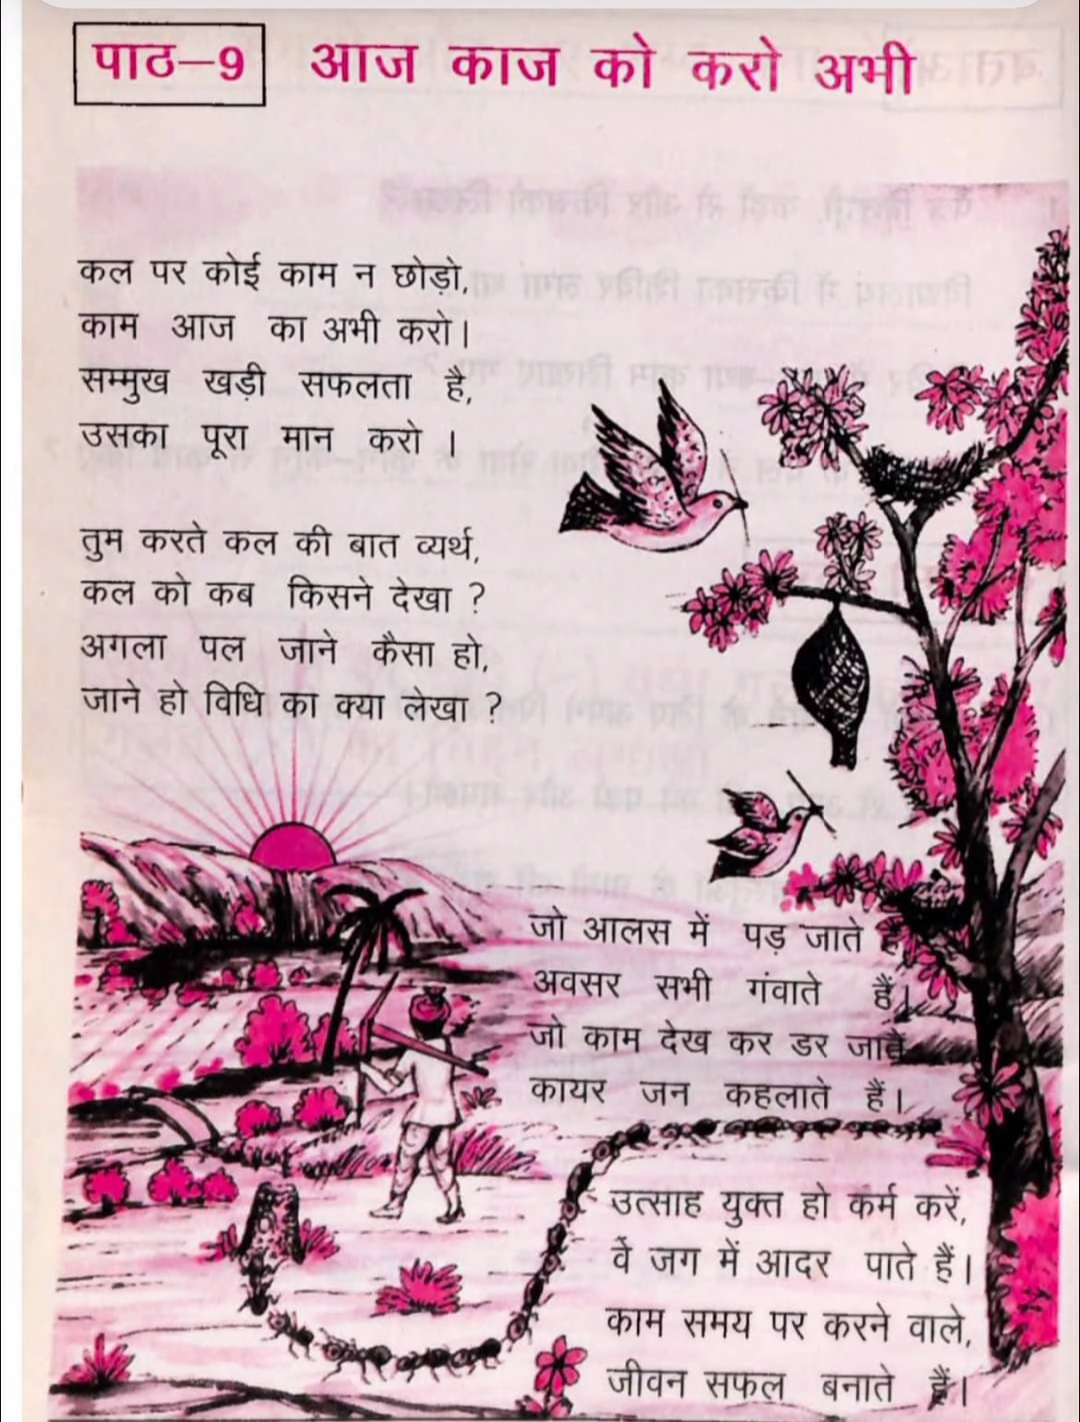 पाठ–9 आज काज को करो अभी
कल पर कोई काम न छोड़ो,
काम आज का अभी करो।
सम्मुख खड़ी सफलता है,
उसका पूरा मान करो ।
तुम करते कल की बात व्यर्थ,
कल को कब किसने देखा ?
अगला पल जाने कैसा हो,
जाने हो विधि का क्या लेखा ?
जो आलस में पड़ जाते हैं
अवसर सभी गंवाते हैं।
जो काम देख कर डर जाते
कायर जन कहलाते हैं।
उत्साह युक्त हो कर्म करें,
वे जग में आदर पाते हैं।
काम समय पर करने वाले,
जीवन सफल बनाते हैं।